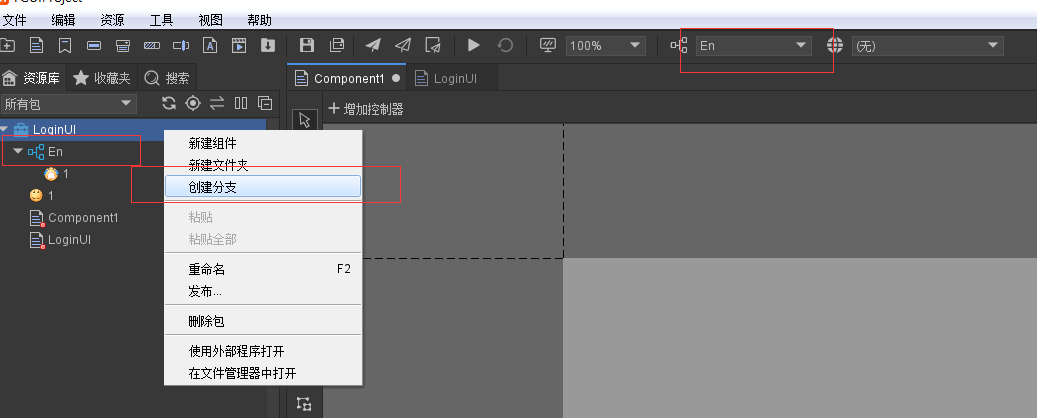 文件 编辑 资源 工具 视图 帮助
100% En (无)
资源库 收藏夹 搜索 Component1 LoginUI
所有包 增加控制器
LoginUI
En
1
1
Component1
LoginUI
新建组件
新建文件夹
创建分支
粘贴
粘贴全部
重命名 F2
发布...
删除包
使用外部程序打开
在文件管理器中打开